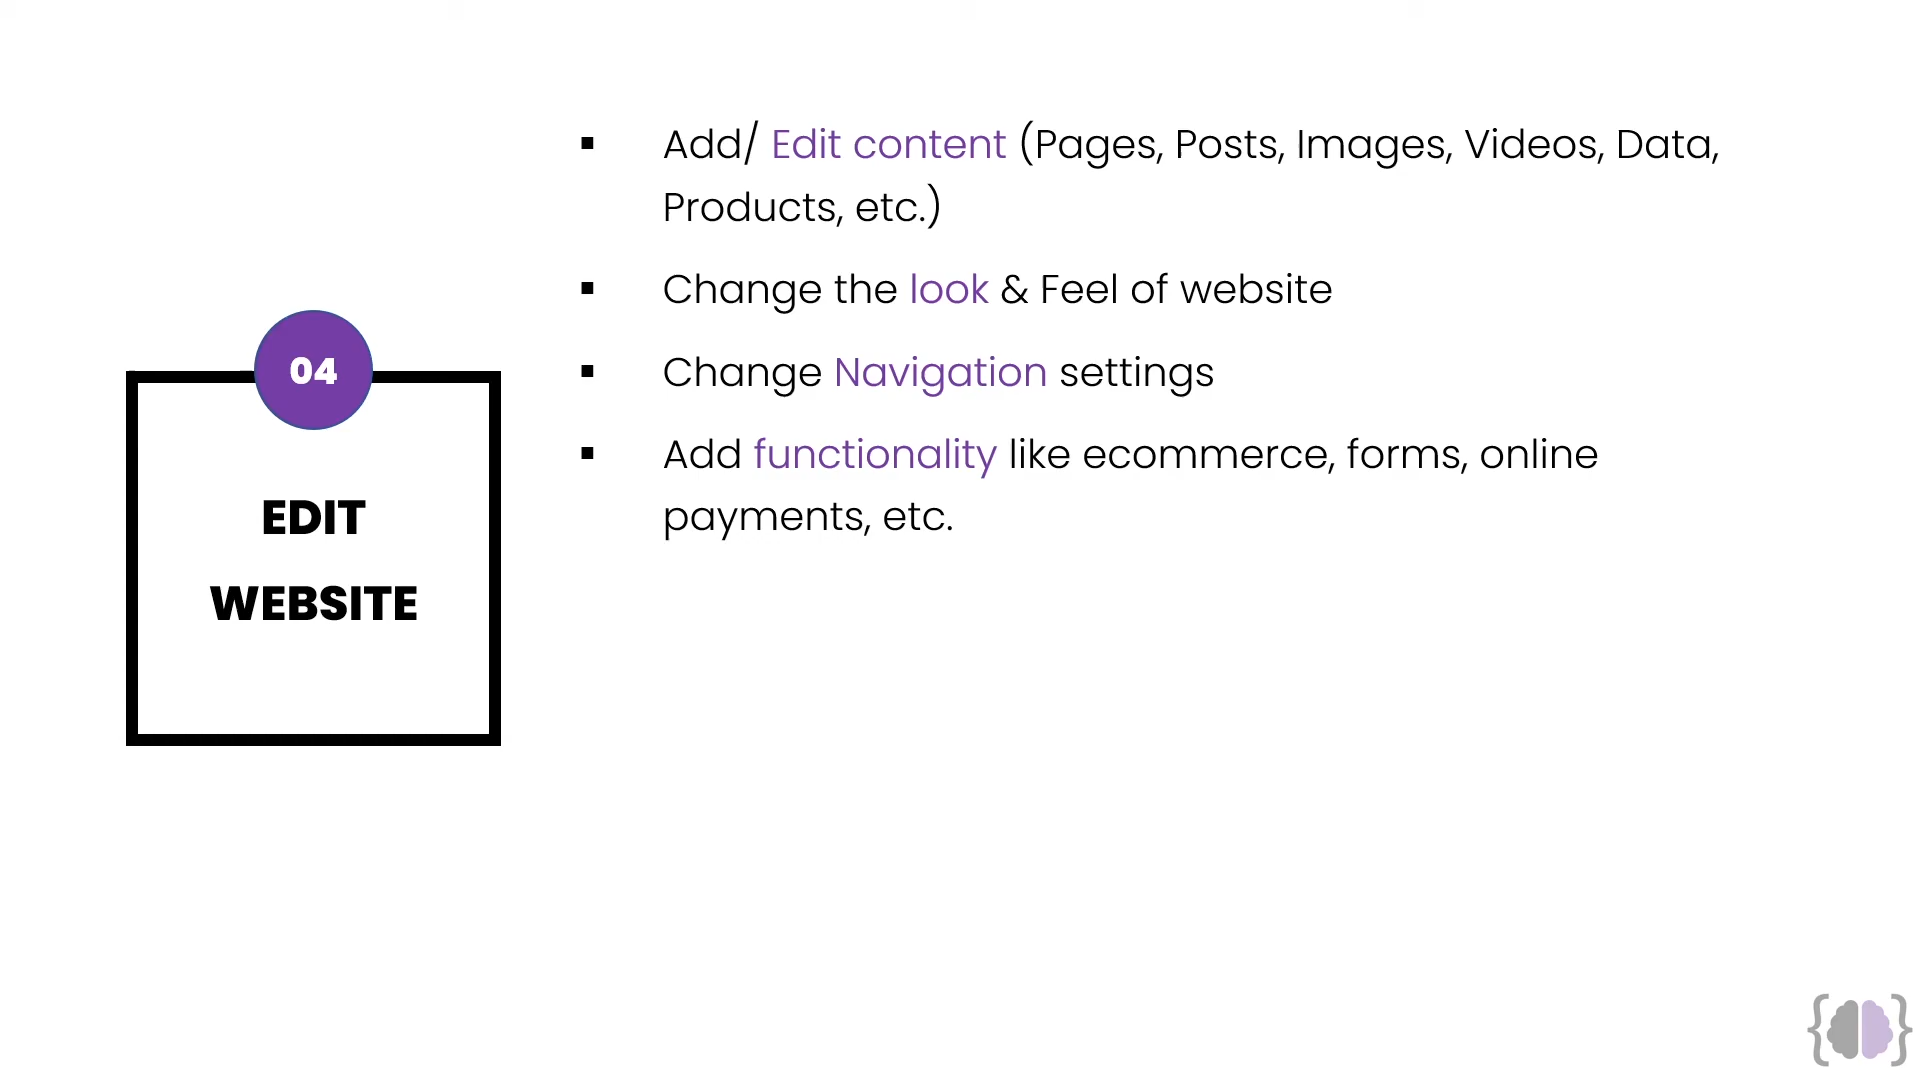 04
EDIT
WEBSITE
▪ Add/ Edit content (Pages, Posts, Images, Videos, Data,
Products, etc.)
▪ Change the look & Feel of website
▪ Change Navigation settings
▪ Add functionality like ecommerce, forms, online
payments, etc.